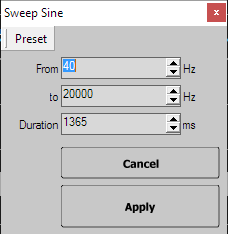 Sweep Sine x
Preset
From 40 Hz
to 20000 Hz
Duration 1365 ms
Cancel
Apply